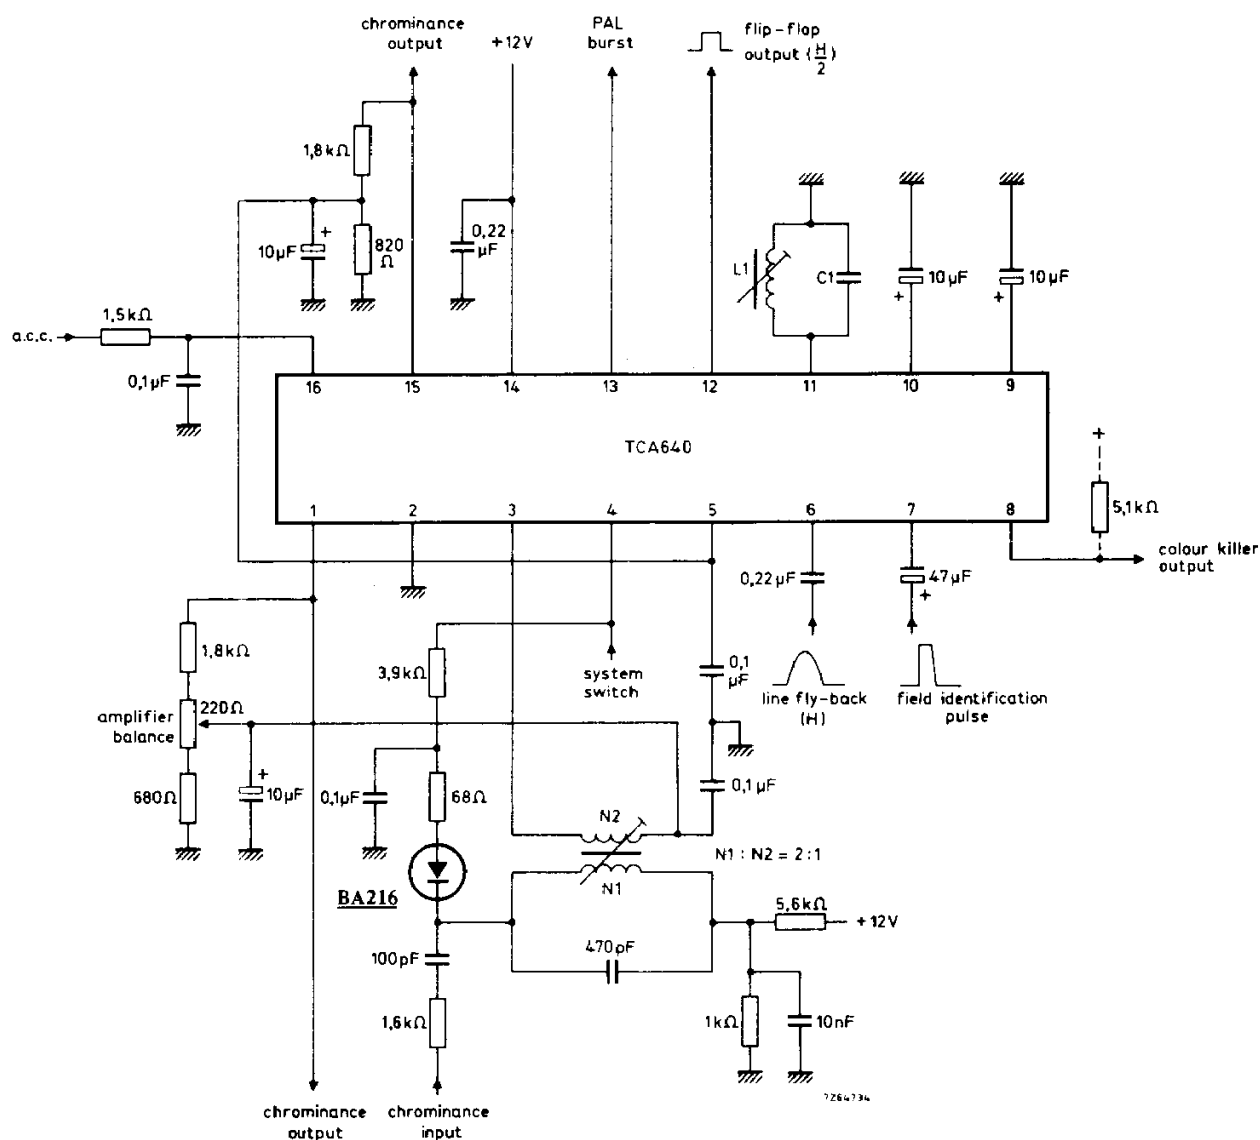 chrominance
output
+12V
PAL
burst
flip-flop
output (H/2)
1,8kΩ
10µF
+
820
Ω
0,22
µF
L1
C1
10µF
+
10µF
+
a.c.c.
1,5kΩ
0,1µF
16
15
14
13
12
11
10
9
TCA640
1
2
3
4
5
6
7
8
+
5,1kΩ
colour killer
output
0,22µF
47µF
+
1,8kΩ
3,9kΩ
system
switch
0,1
µF
line fly-back
(H)
field identification
pulse
amplifier
balance
220Ω
680Ω
+
10µF
0,1µF
68Ω
0,1µF
N2
N1 : N2 = 2:1
N1
BA216
5,6kΩ
+12V
470pF
100pF
1,6kΩ
1kΩ
10nF
7264734
chrominance
output
chrominance
input